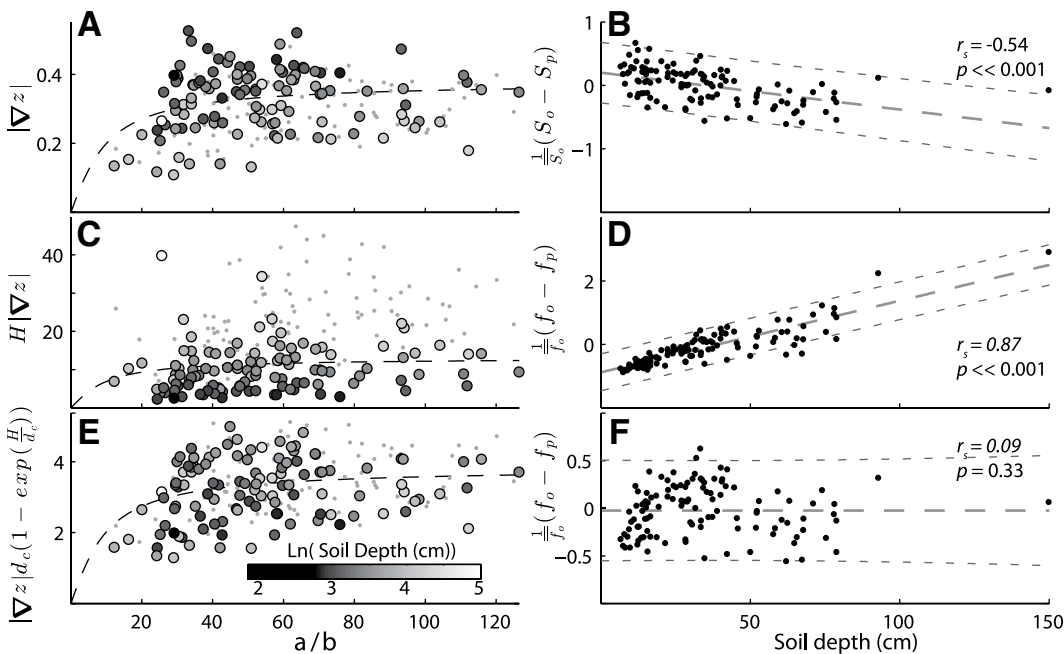 A
0.4
0.2
|∇z|
B
1
0
−1
1/S̿ₒ (Sₒ − Sₚ)
rₛ = -0.54
p << 0.001
C
40
20
H|∇z|
D
2
0
1/f̿ₒ (fₒ − fₚ)
rₛ = 0.87
p << 0.001
E
4
2
|∇z|d_c(1 − exp(H/d_c))
Ln( Soil Depth (cm))
2 3 4 5
0 20 40 60 80 100 120
a/b
F
0.5
0
−0.5
1/f̿ₒ (fₒ − fₚ)
rₛ = 0.09
p = 0.33
50 100 150
Soil depth (cm)